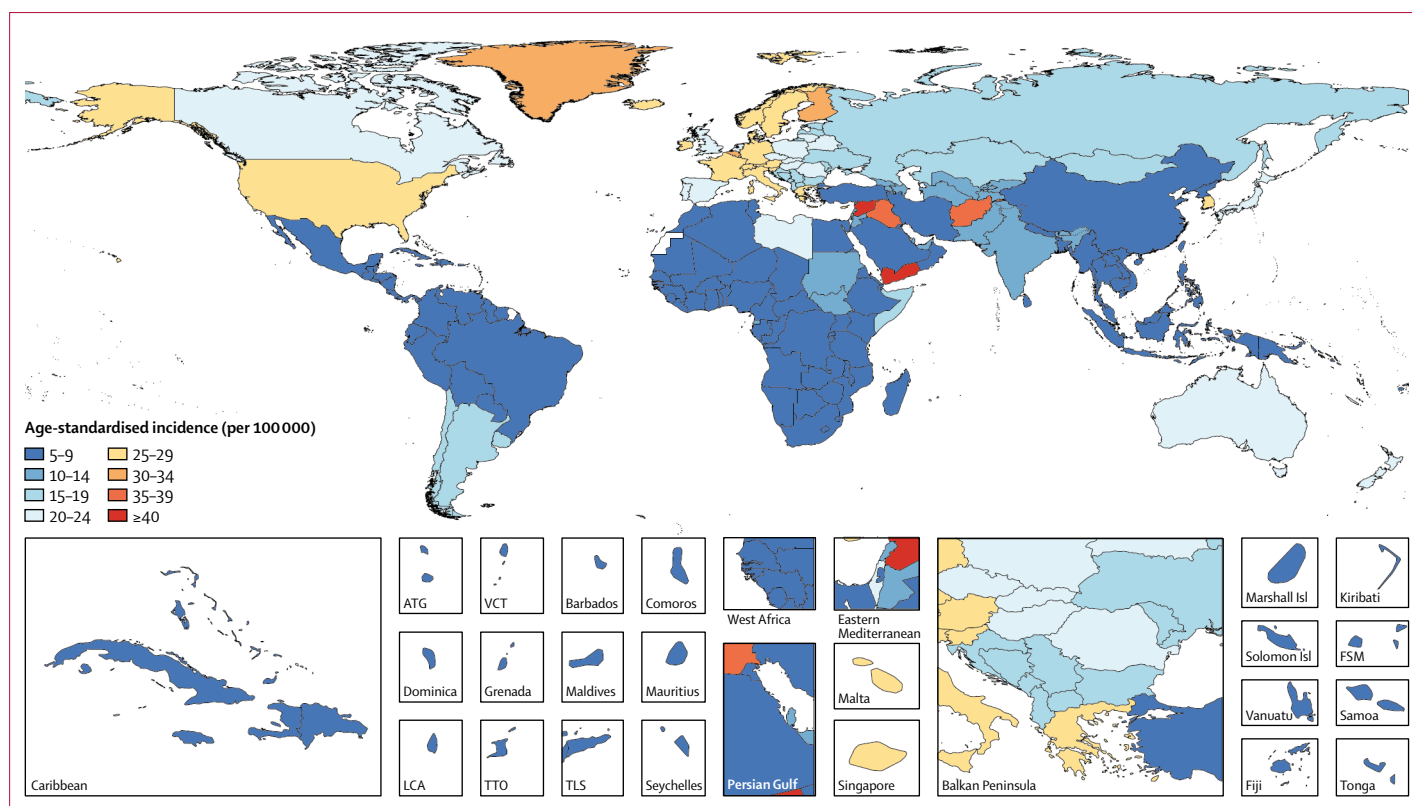 Age-standardised incidence (per 100 000)
5–9
25–29
10–14
30–34
15–19
35–39
20–24
≥40
Caribbean
ATG
VCT
Barbados
Comoros
Dominica
Grenada
Maldives
Mauritius
LCA
TTO
TLS
Seychelles
West Africa
Eastern
Mediterranean
Persian Gulf
Malta
Singapore
Balkan Peninsula
Marshall Isl
Kiribati
Solomon Isl
FSM
Vanuatu
Samoa
Fiji
Tonga